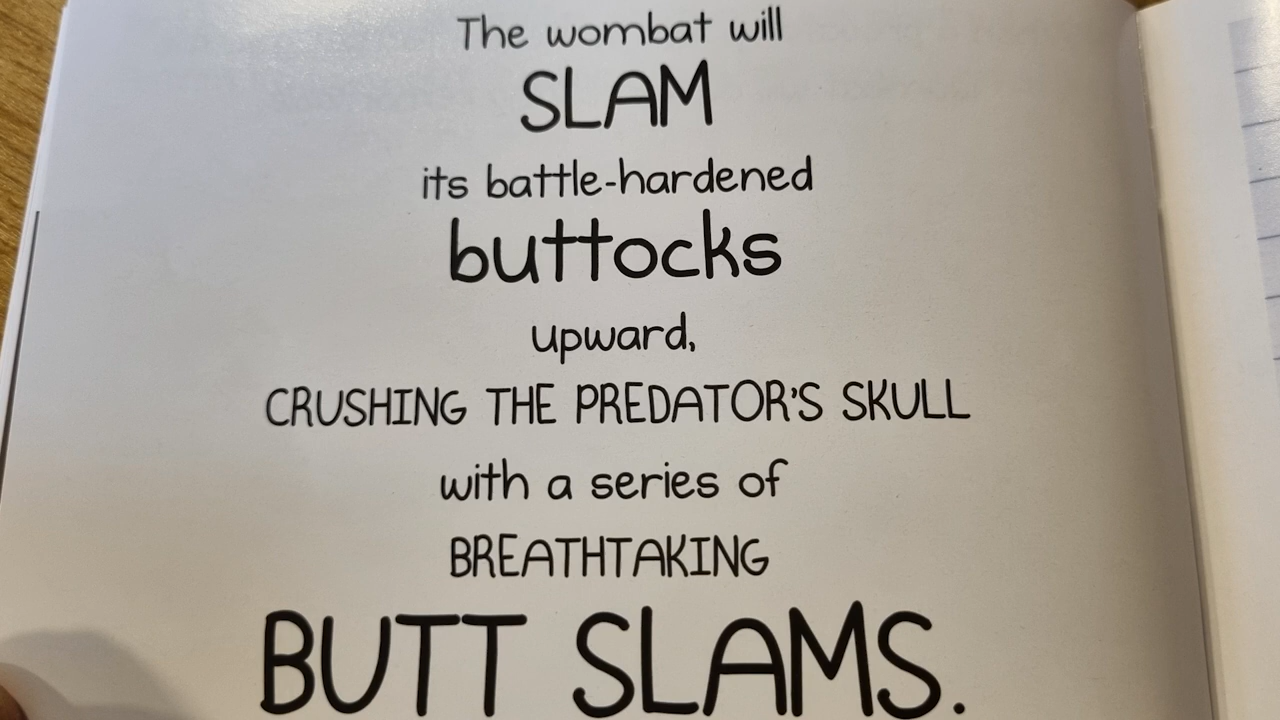 The wombat will
SLAM
its battle-hardened
buttocks
upward,
CRUSHING THE PREDATOR'S SKULL
with a series of
BREATHTAKING
BUTT SLAMS.